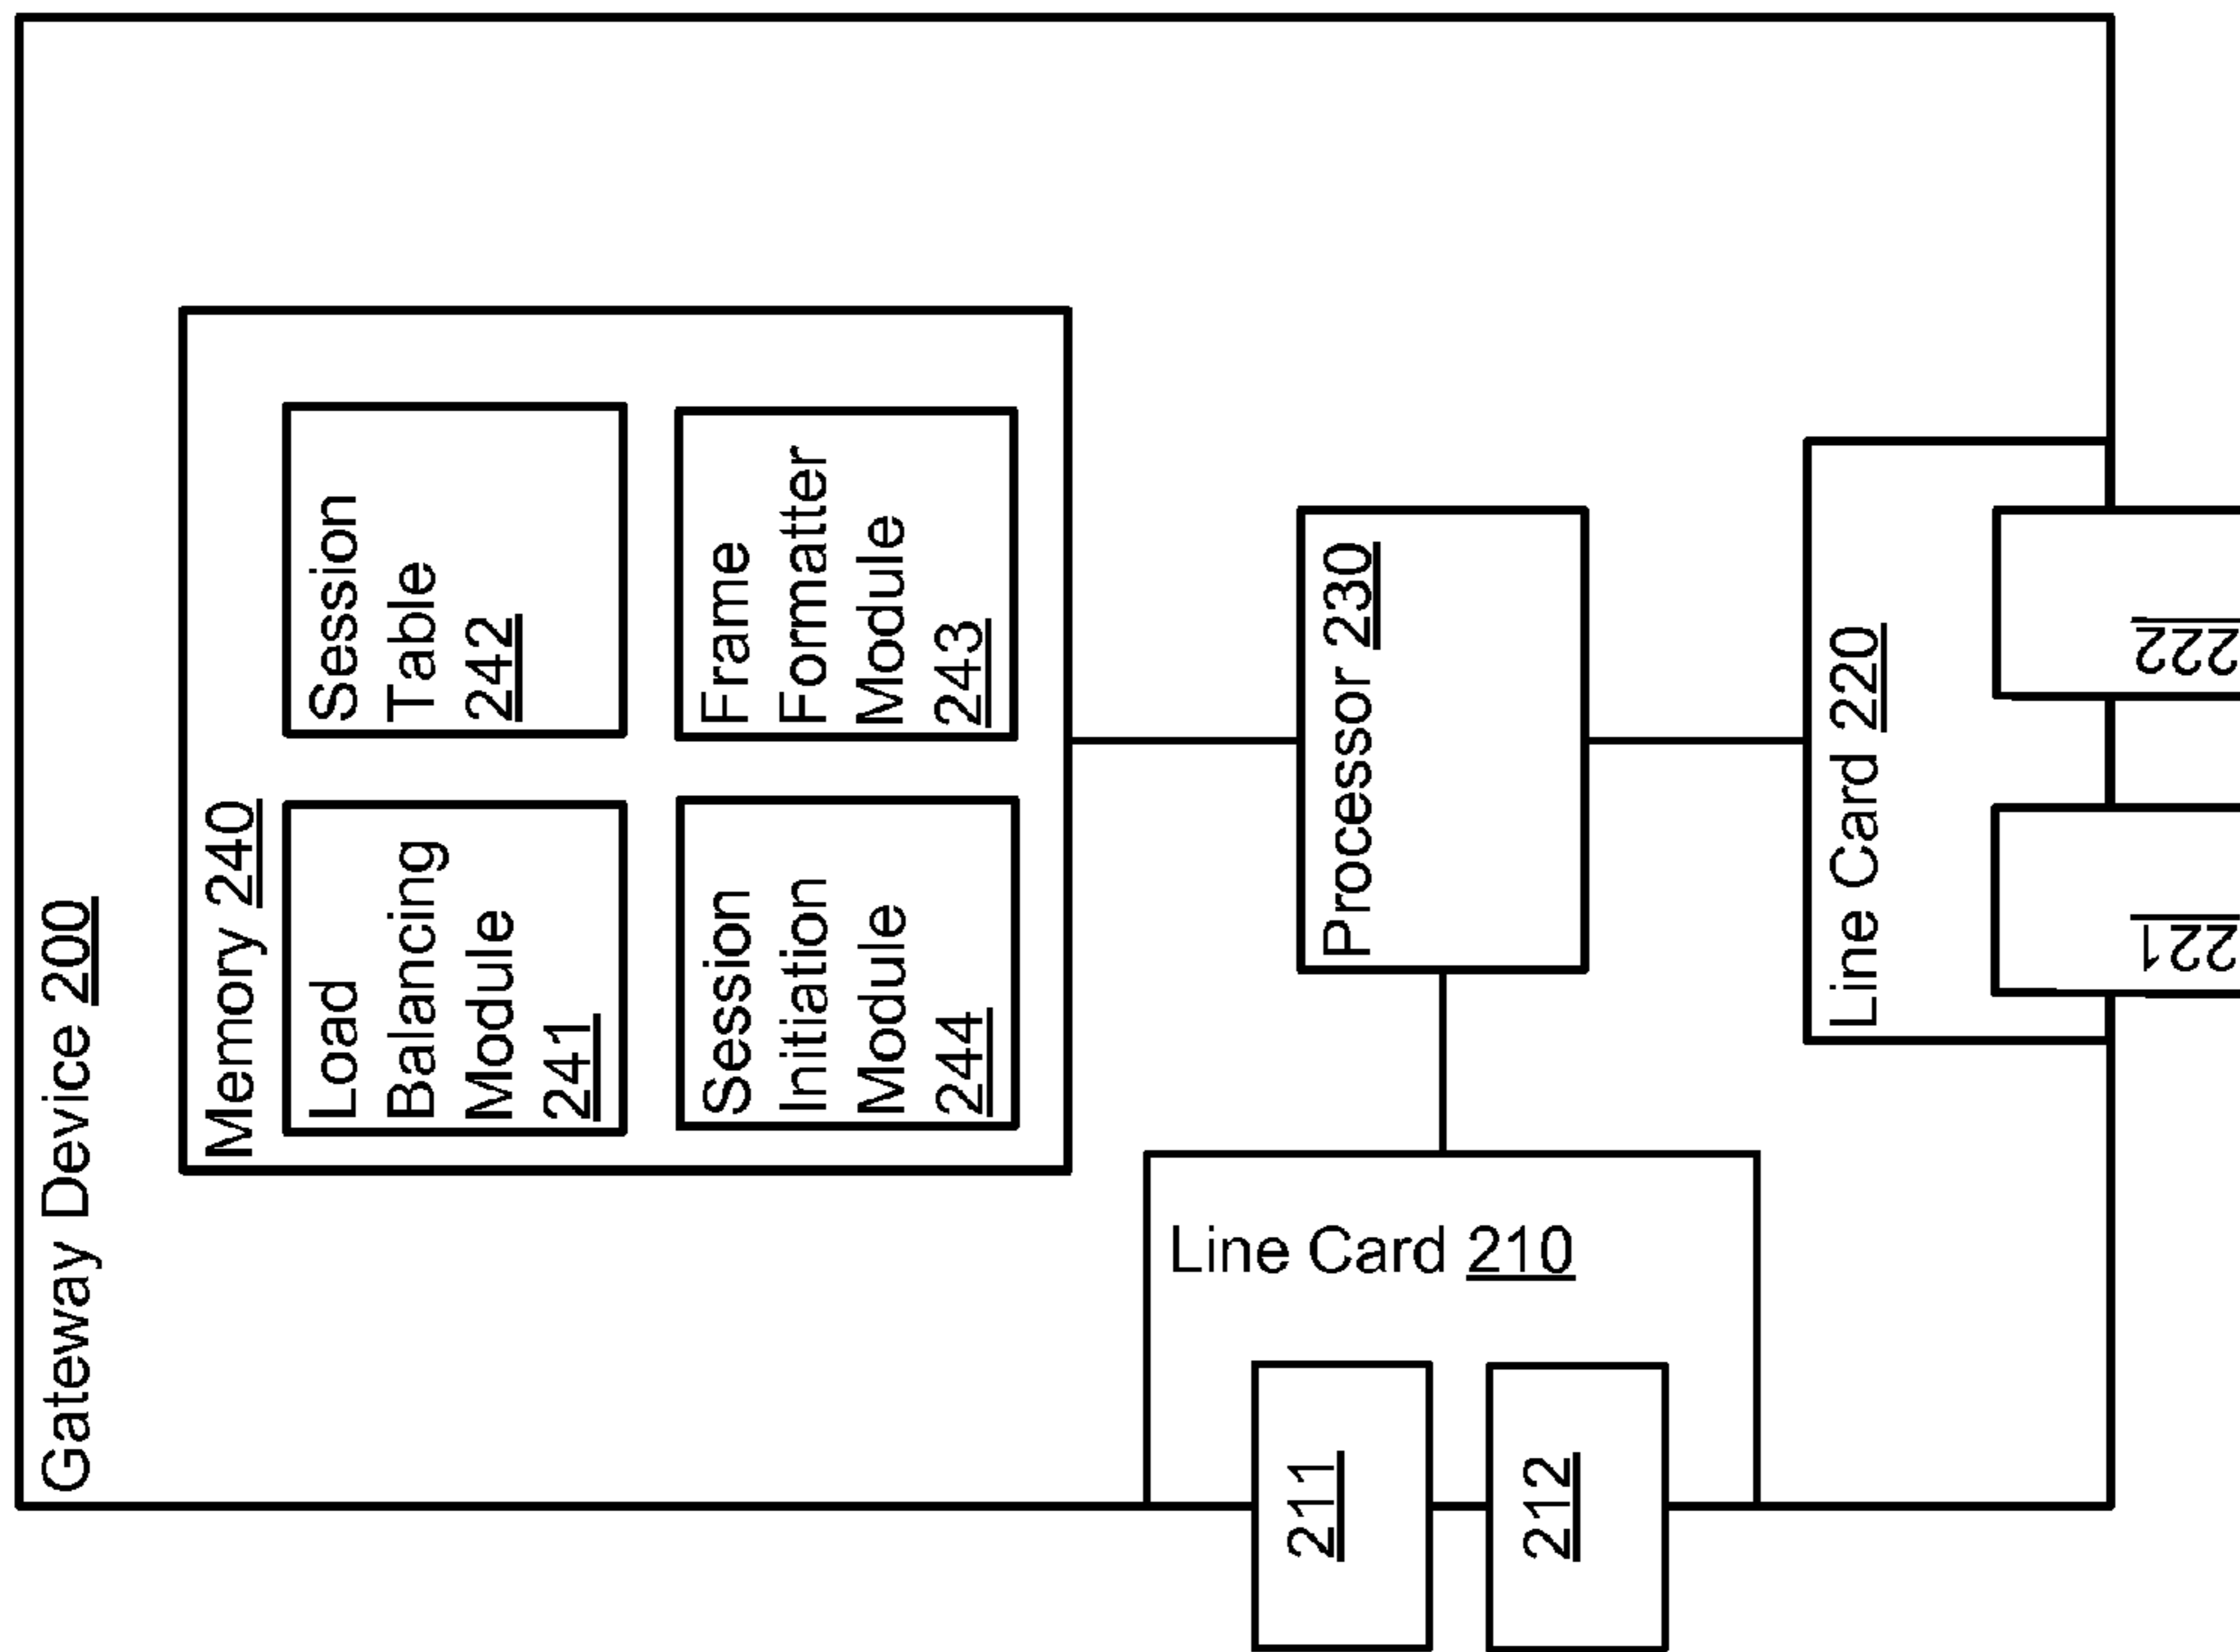 Gateway Device 200
Memory 240
Load
Balancing
Module
241
Session
Table
242
Session
Initiation
Module
244
Frame
Formatter
Module
243
Processor 230
Line Card 210
211
212
Line Card 220
221
222